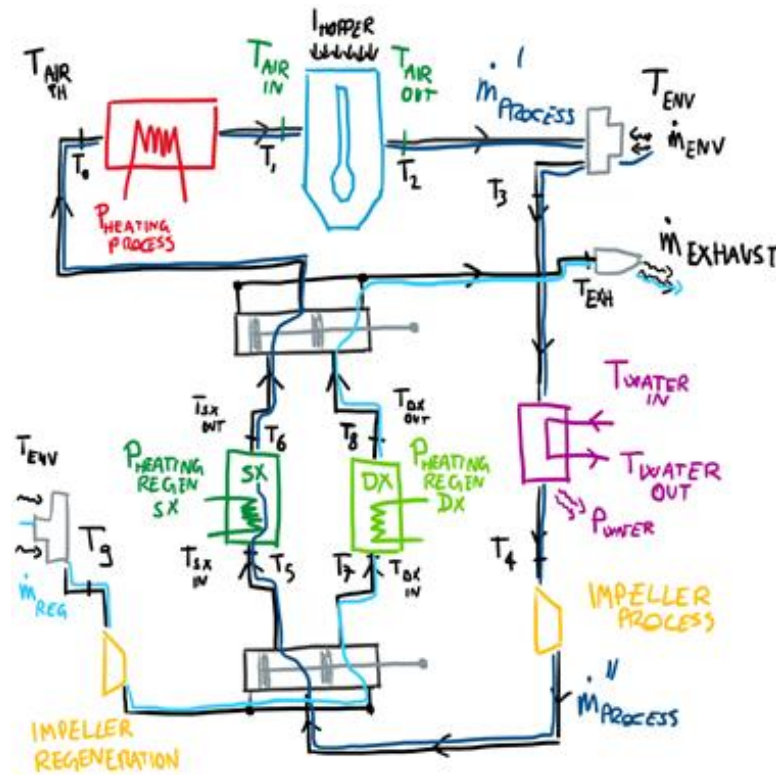 I HOPPER
T AIR PH
T AIR IN
T AIR OUT
ṁ PROCESS '
T ENV
ṁ ENV
T0
T1
T2
T3
P HEATING PROCESS
ṁ EXHAUST
T EXH
T SX OUT
T6
T8
T DX OUT
T WATER IN
T WATER OUT
P WATER
T ENV
P HEATING REGEN SX
SX
DX
P HEATING REGEN DX
T9
ṁ REG
T SX IN
T5
T7
T DX IN
T4
IMPELLER
PROCESS
ṁ PROCESS "
IMPELLER
REGENERATION